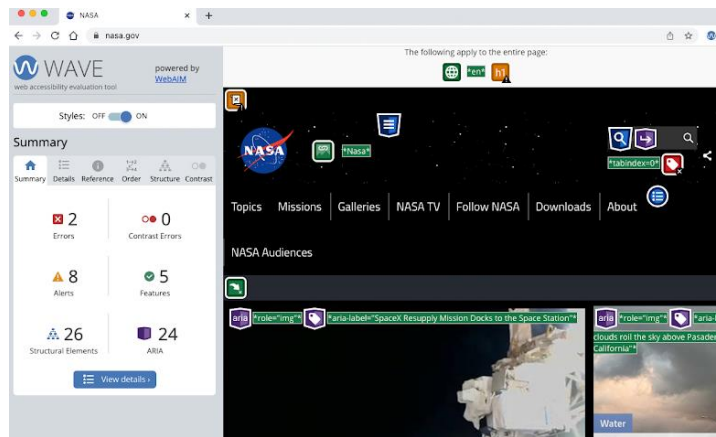 NASA
nasa.gov
The following apply to the entire page:
*en*
h1
WAVE
web accessibility evaluation tool
powered by
WebAIM
Styles: OFF ON
Summary
Summary Details Reference Order Structure Contrast
2
Errors
0
Contrast Errors
8
Alerts
5
Features
26
Structural Elements
24
ARIA
View details ›
NASA
*Nasa*
*tabindex=0*
Topics Missions Galleries NASA TV Follow NASA Downloads About
NASA Audiences
aria *role="img"* *aria-label="SpaceX Resupply Mission Docks to the Space Station"*
aria *role="img"* *aria-l
clouds roil the sky above Pasader
California"*
Water